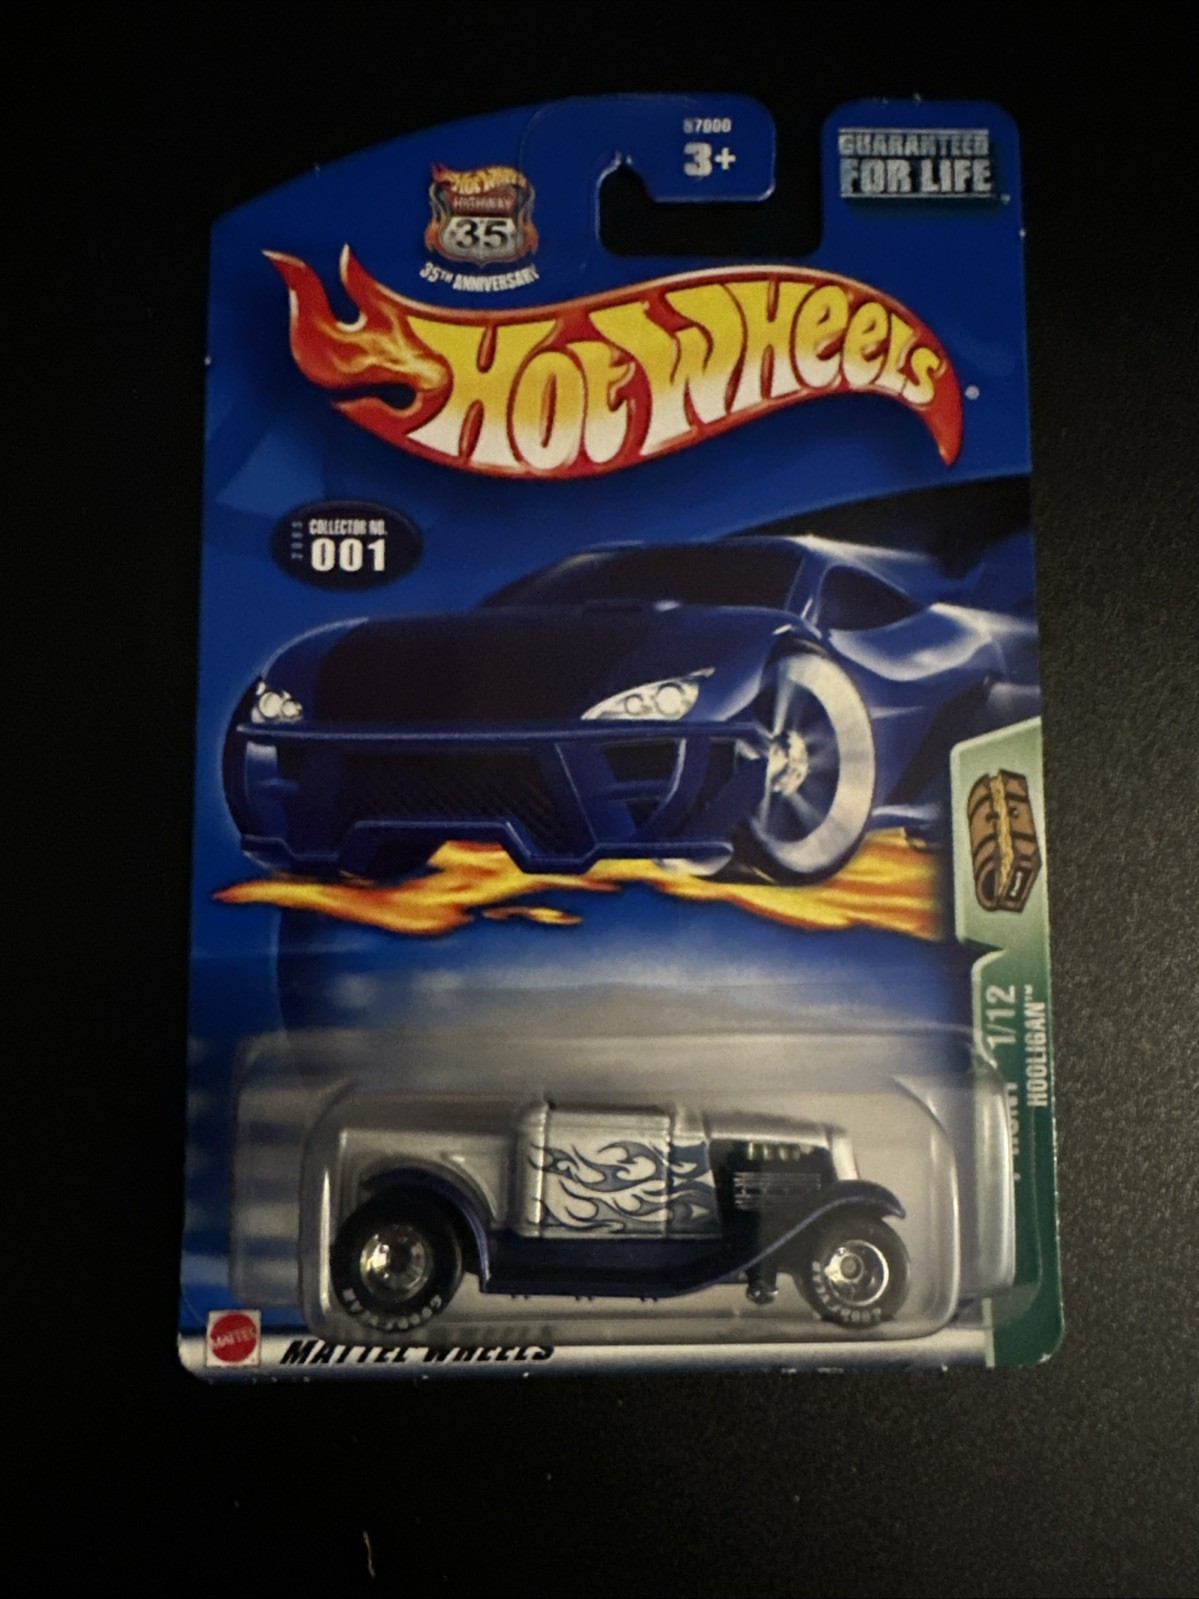 57000
3+
GUARANTEED
FOR LIFE
HOT WHEELS
HIGHWAY
35
35TH ANNIVERSARY
HOT WHEELS®
2003
COLLECTOR NO.
001
HUNT 1/12
HOOLIGAN™
GOODYEAR
GOODYEAR
MATTEL
MATTEL WHEELS